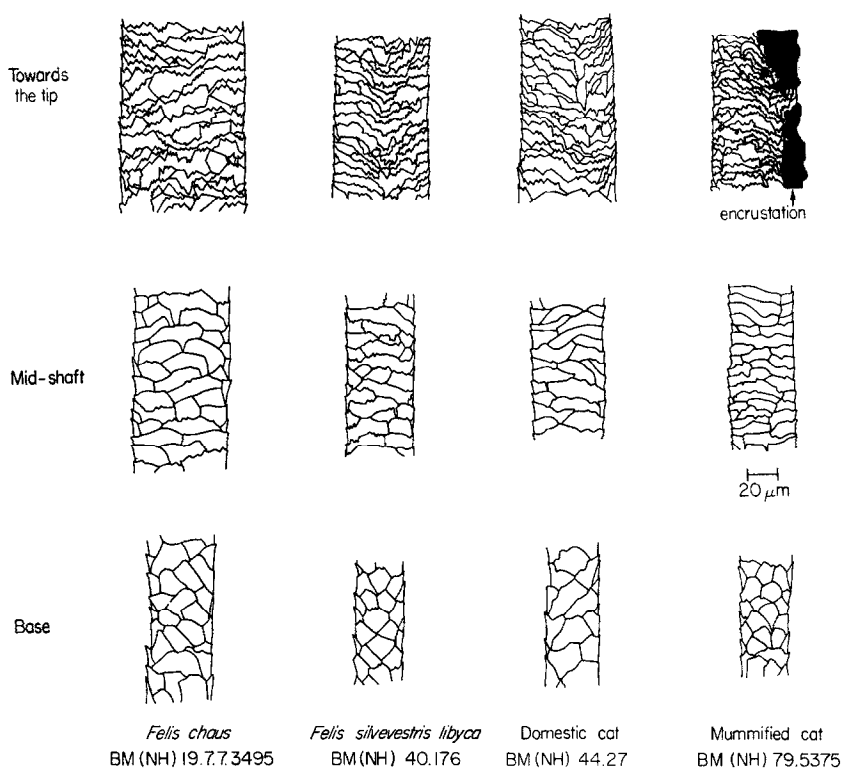 Towards
the tip
encrustation
Mid-shaft
20 μm
Base
Felis chaus
BM (NH) 19.7.7.3495
Felis silvevestris libyca
BM (NH) 40.176
Domestic cat
BM (NH) 44.27
Mummified cat
BM (NH) 79.5375